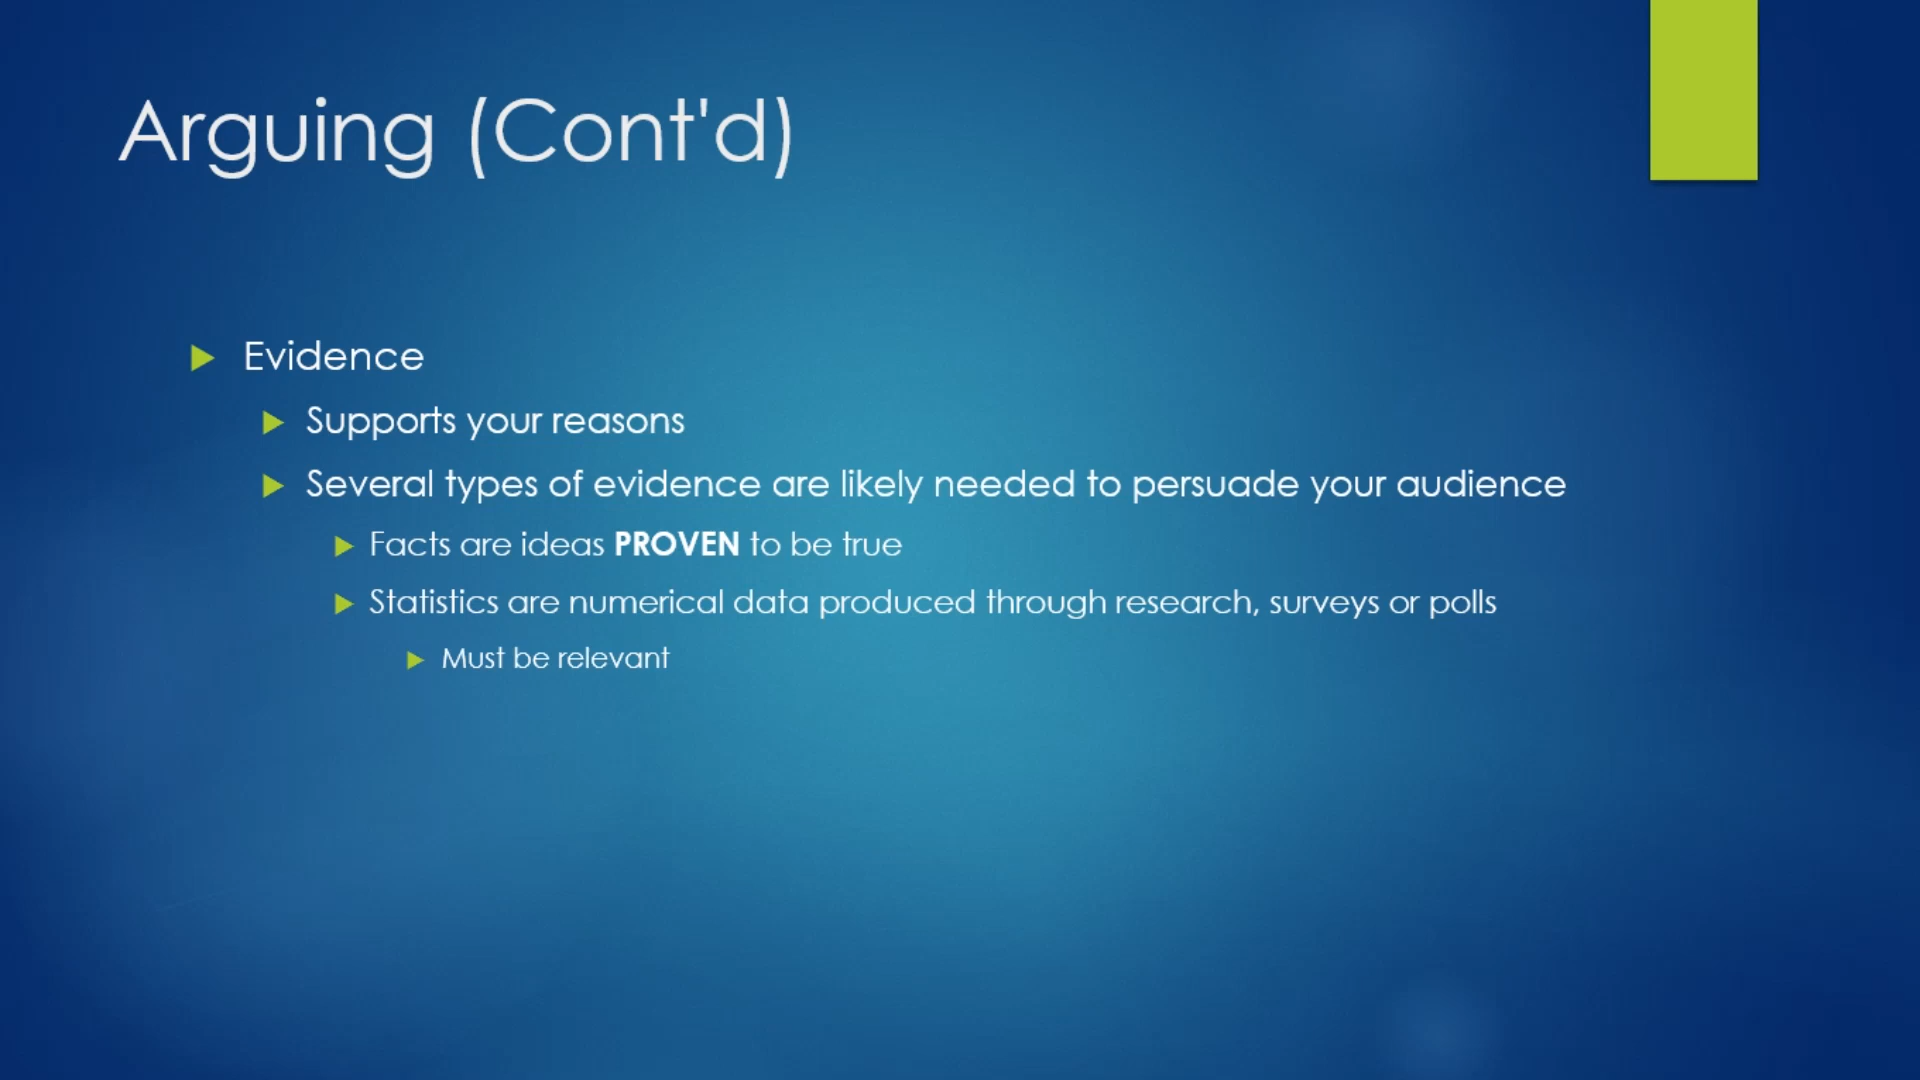 Arguing (Cont'd)
Evidence
Supports your reasons
Several types of evidence are likely needed to persuade your audience
Facts are ideas PROVEN to be true
Statistics are numerical data produced through research, surveys or polls
Must be relevant